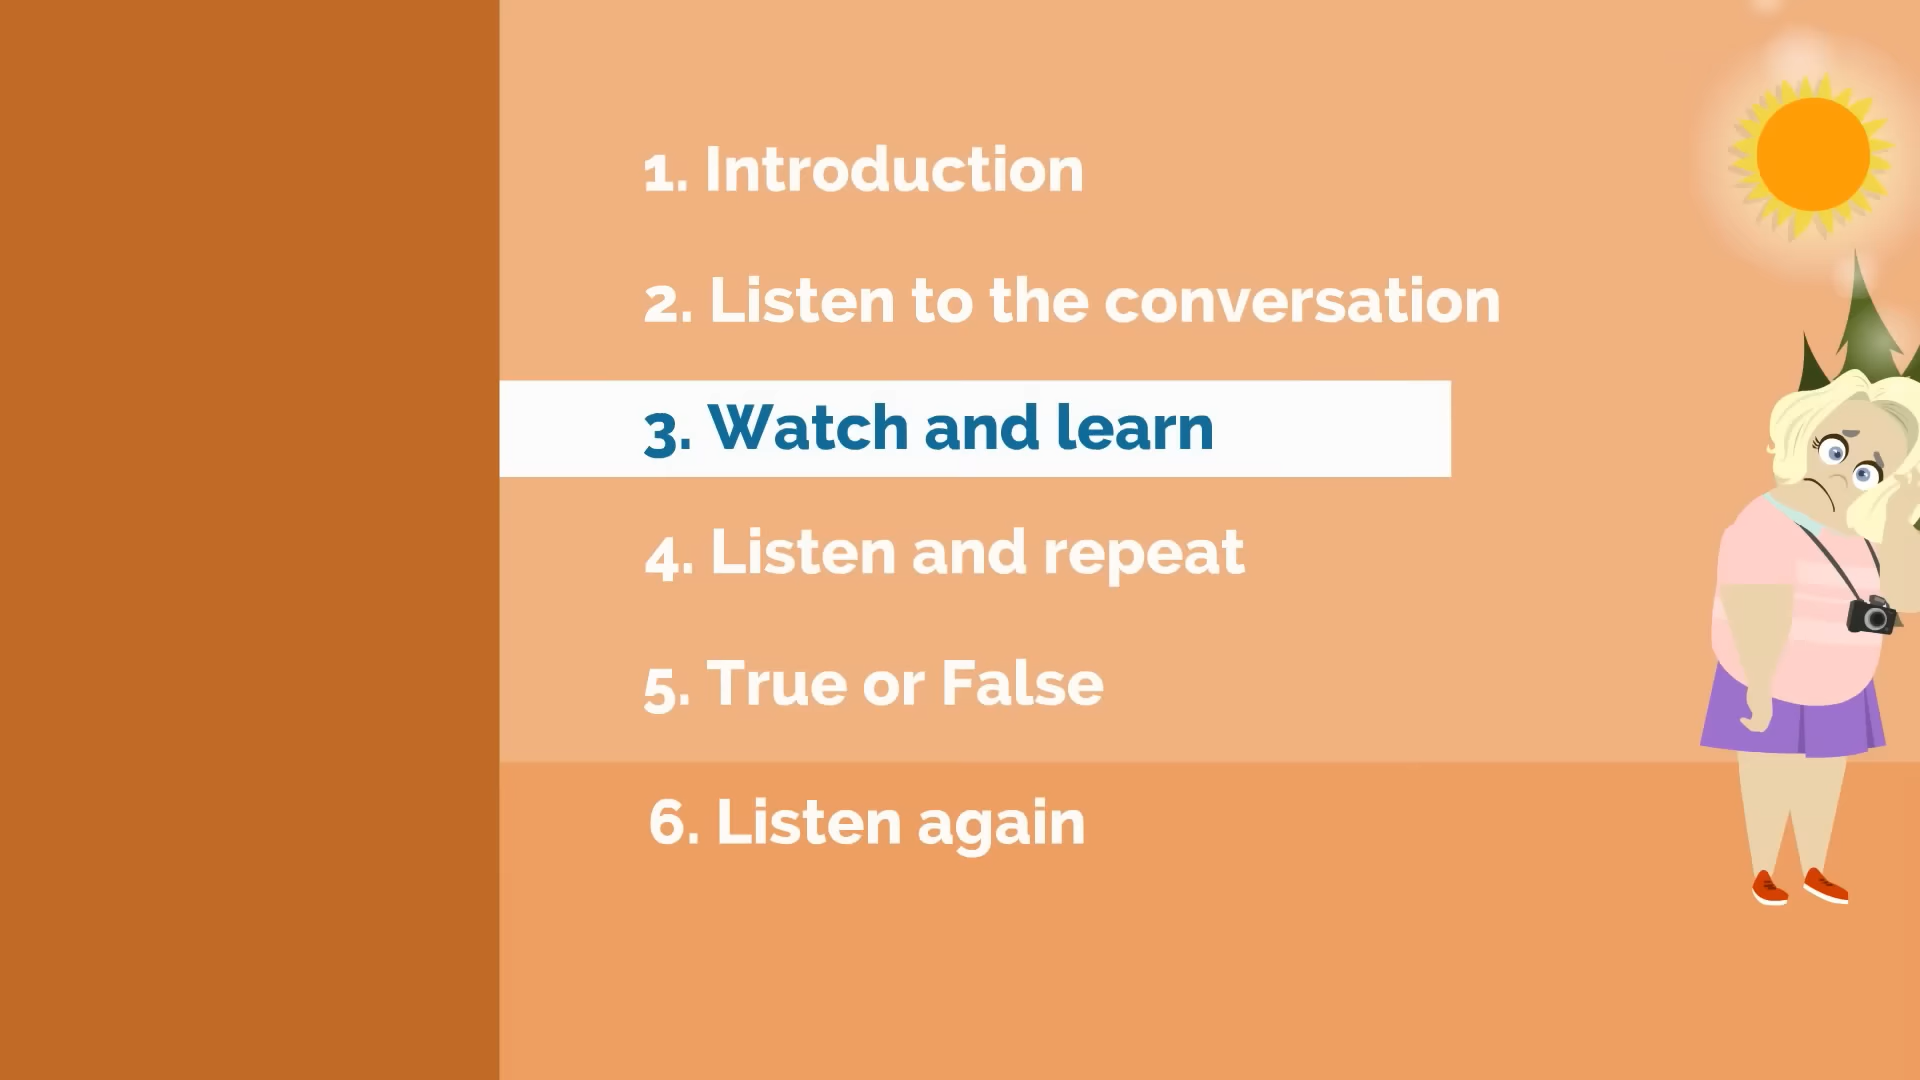 1. Introduction
2. Listen to the conversation
3. Watch and learn
4. Listen and repeat
5. True or False
6. Listen again